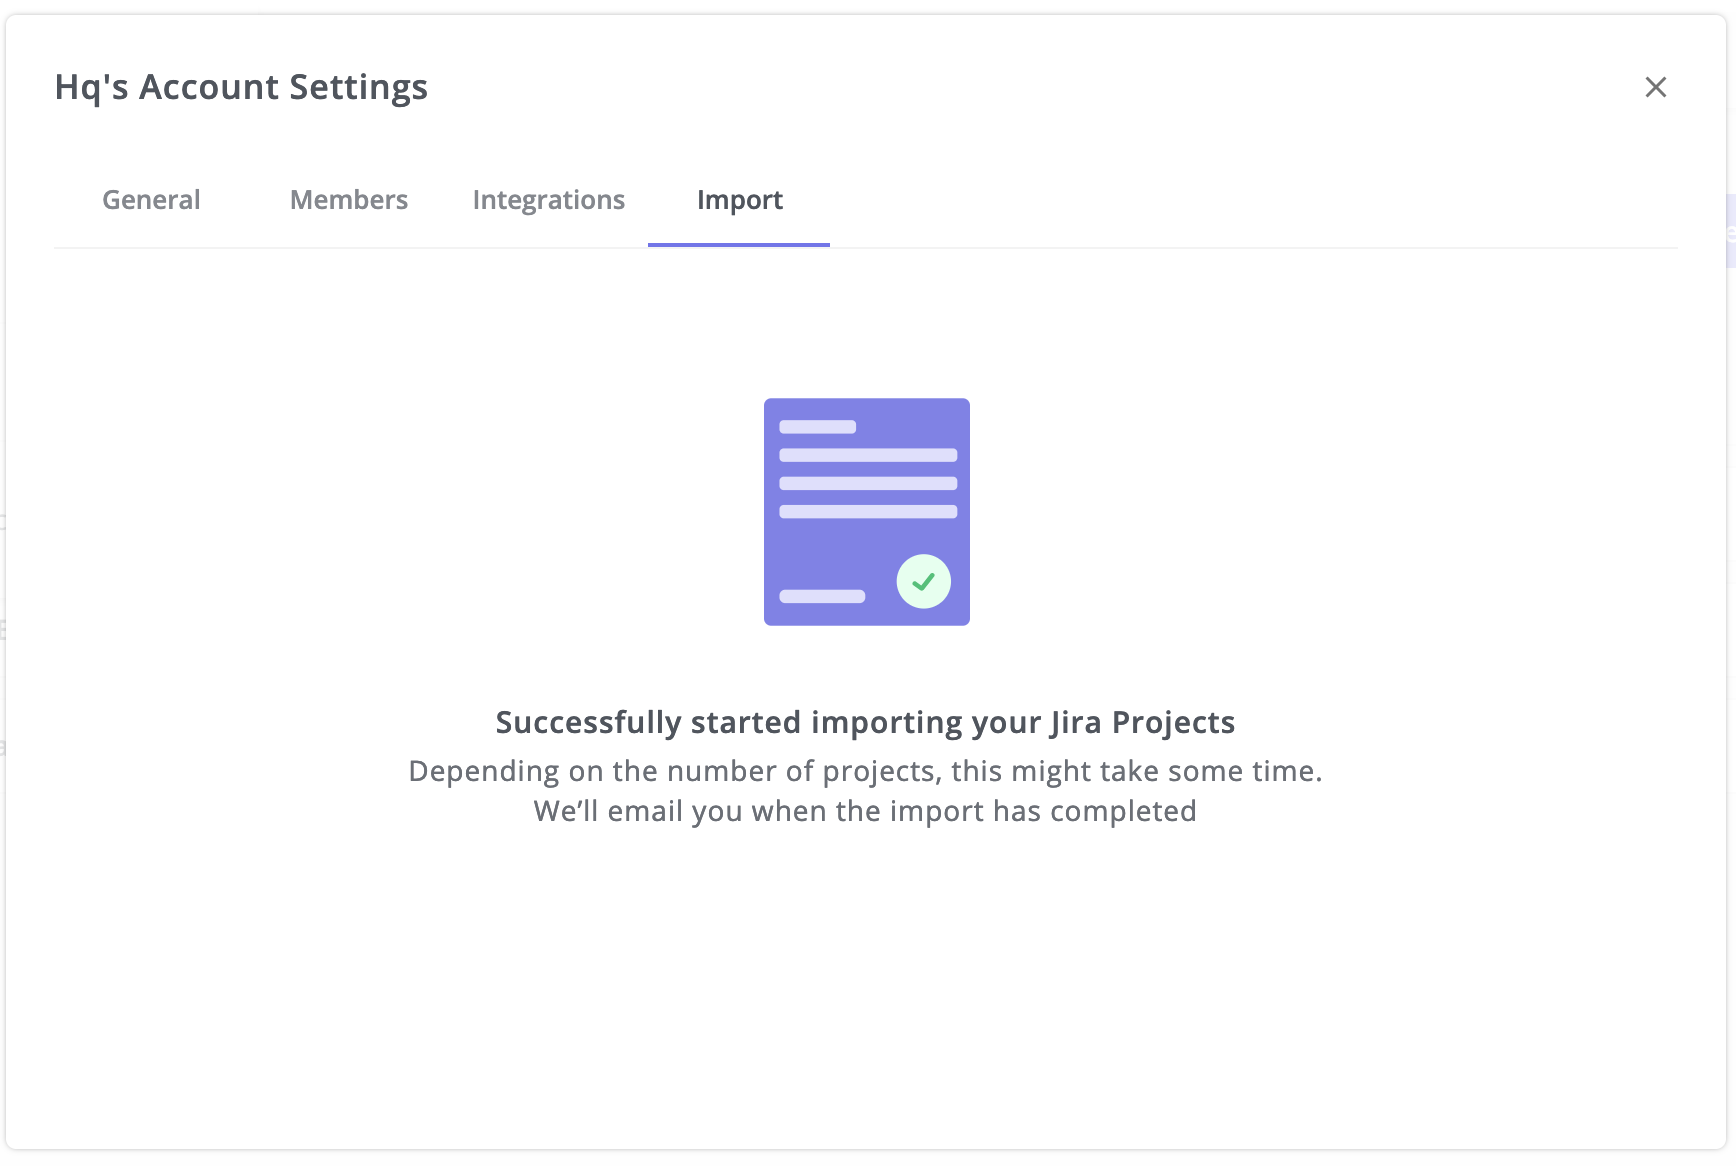 Hq's Account Settings
General Members Integrations Import
Successfully started importing your Jira Projects
Depending on the number of projects, this might take some time.
We’ll email you when the import has completed